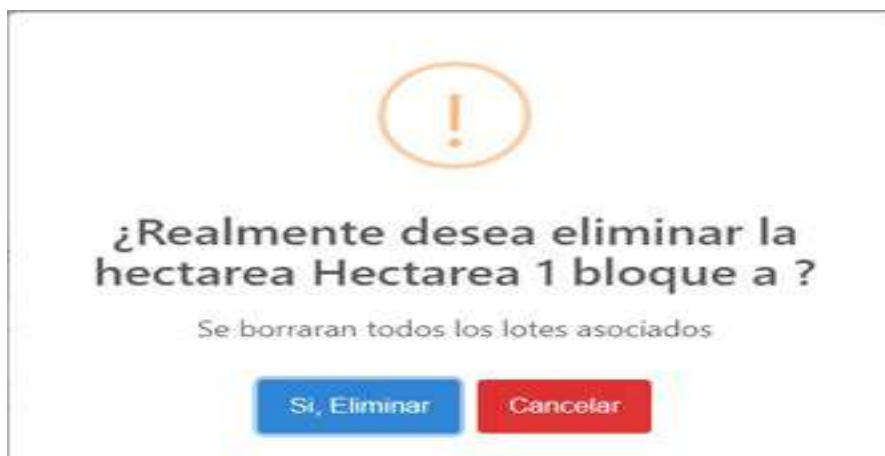 ¿Realmente desea eliminar la
hectarea Hectarea 1 bloque a ?
Se borraran todos los lotes asociados
Si, Eliminar
Cancelar